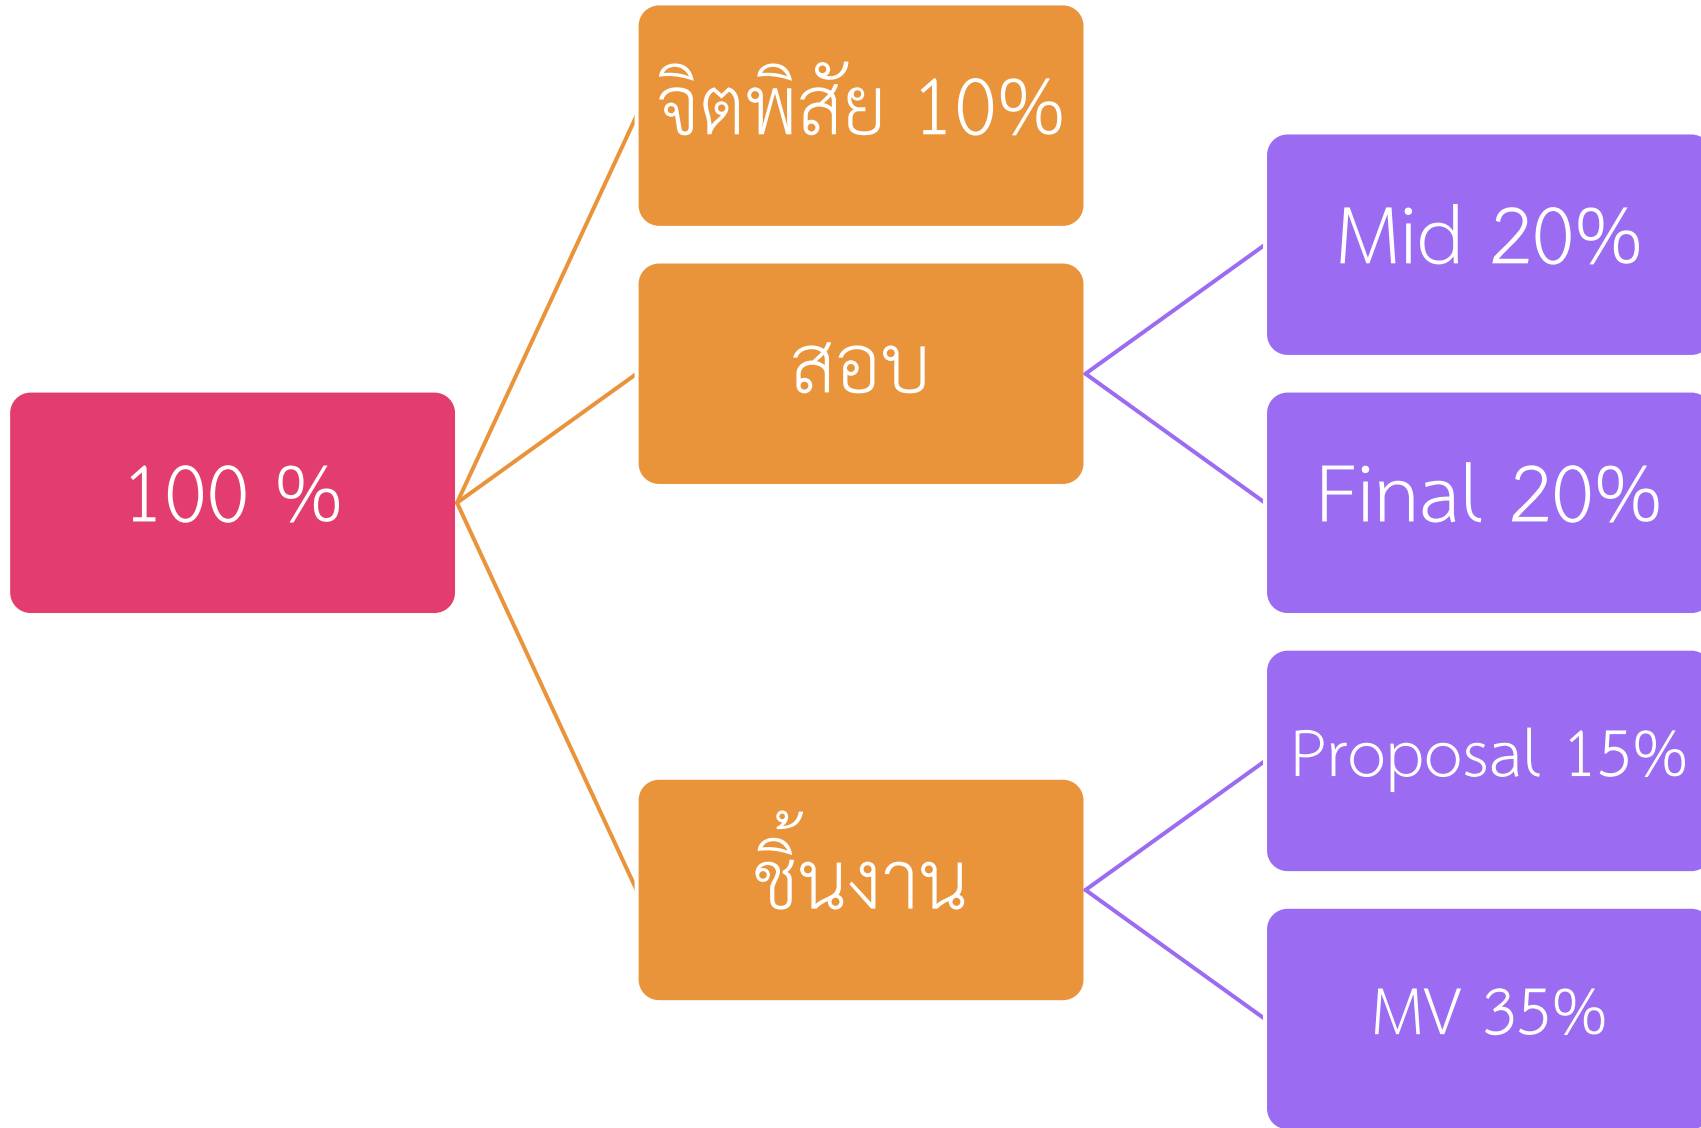 100 %
จิตพิสัย 10%
สอบ
Mid 20%
Final 20%
ชิ้นงาน
Proposal 15%
MV 35%